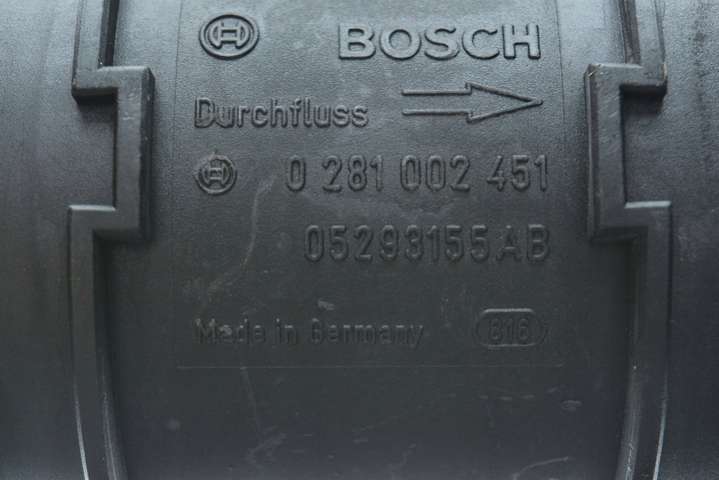 BOSCH
Durchfluss
0 281 002 451
05293155AB
Made in Germany 816